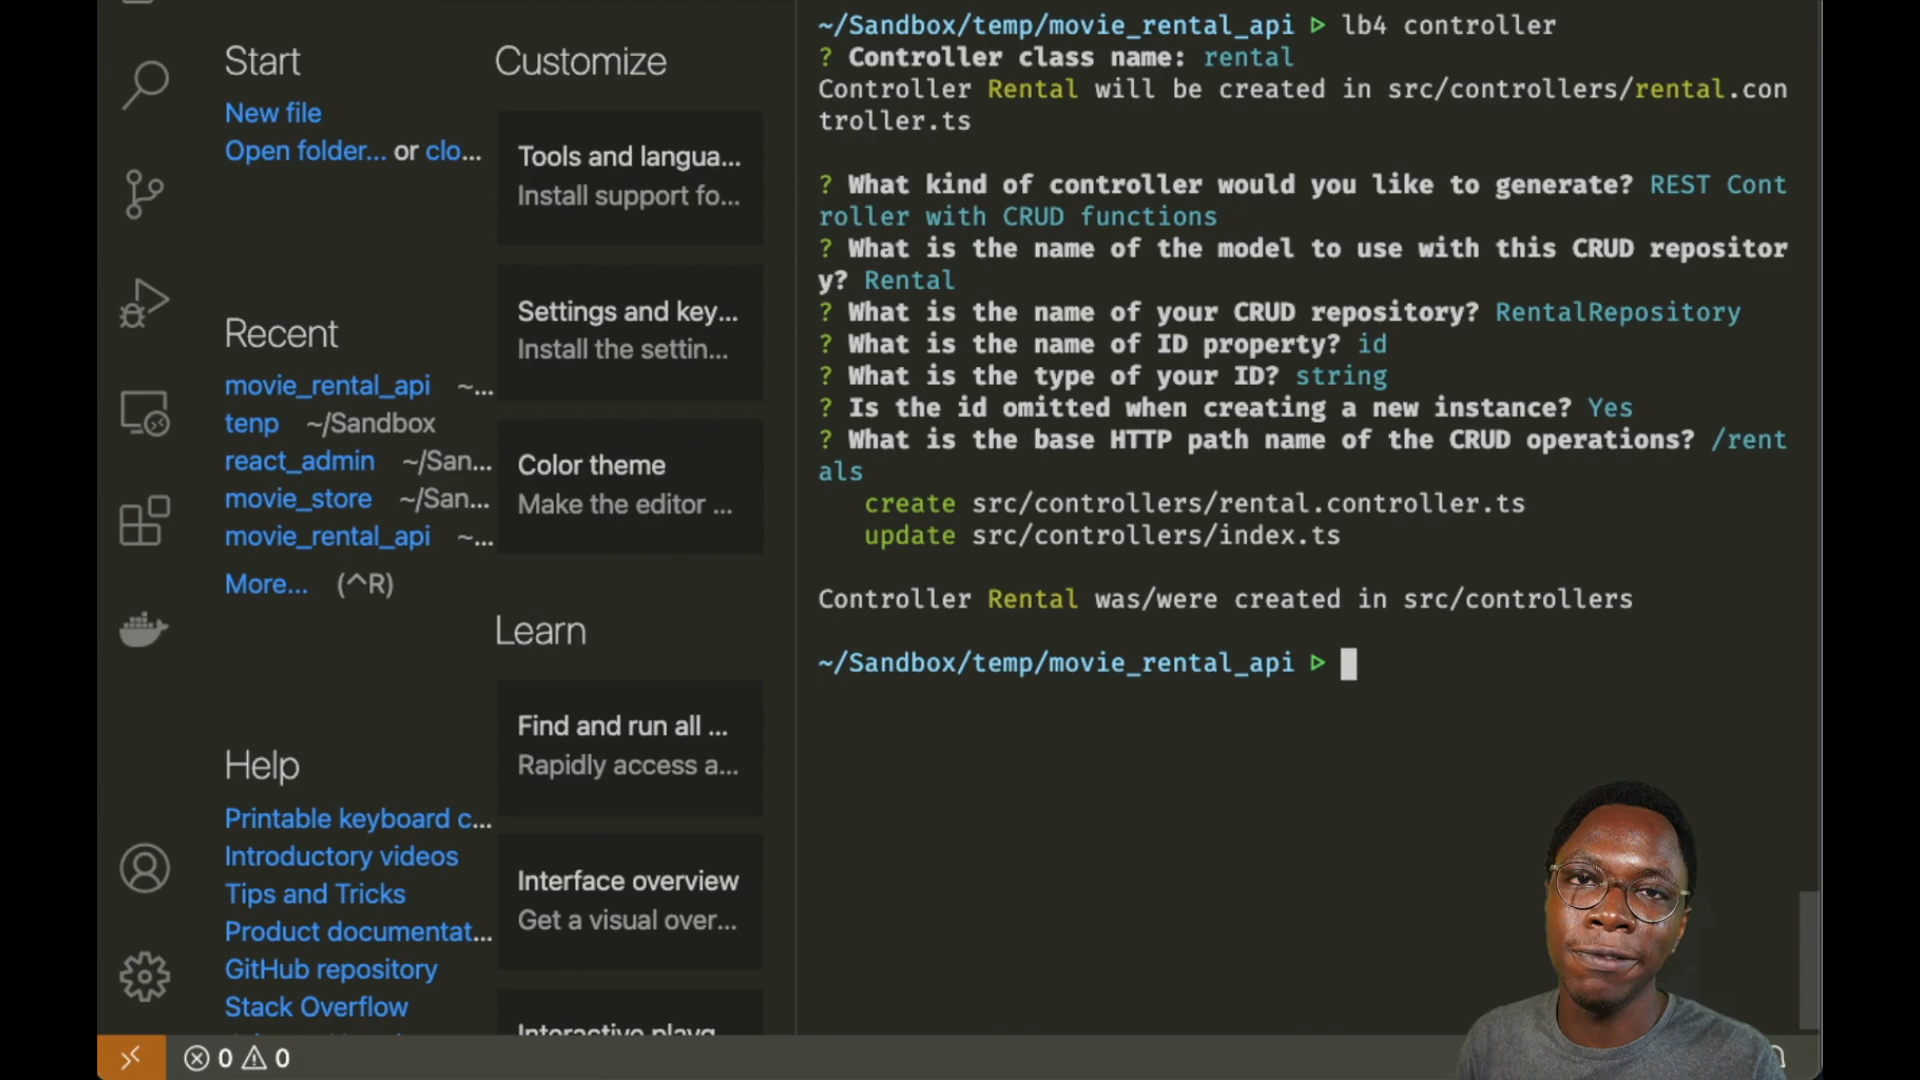 Start
New file
Open folder... or clo...
Recent
movie_rental_api ~...
tenp ~/Sandbox
react_admin ~/San...
movie_store ~/San...
movie_rental_api ~...
More... (^R)
Help
Printable keyboard c...
Introductory videos
Tips and Tricks
Product documentat...
GitHub repository
Stack Overflow
Customize
Tools and langua...
Install support fo...
Settings and key...
Install the settin...
Color theme
Make the editor ...
Learn
Find and run all ...
Rapidly access a...
Interface overview
Get a visual over...
Interactive playg
~/Sandbox/temp/movie_rental_api ▷ lb4 controller
? Controller class name: rental
Controller Rental will be created in src/controllers/rental.con
troller.ts
? What kind of controller would you like to generate? REST Cont
roller with CRUD functions
? What is the name of the model to use with this CRUD repositor
y? Rental
? What is the name of your CRUD repository? RentalRepository
? What is the name of ID property? id
? What is the type of your ID? string
? Is the id omitted when creating a new instance? Yes
? What is the base HTTP path name of the CRUD operations? /rent
als
create src/controllers/rental.controller.ts
update src/controllers/index.ts
Controller Rental was/were created in src/controllers
~/Sandbox/temp/movie_rental_api ▷
0 0